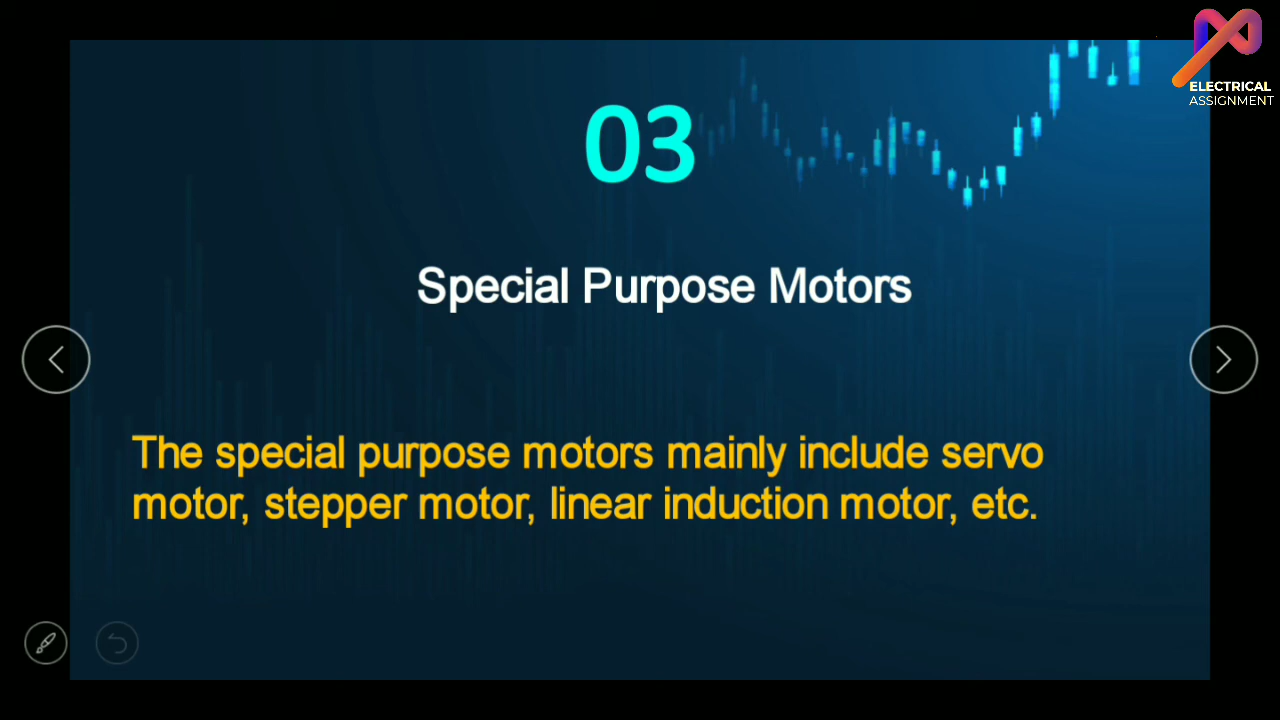 ELECTRICAL
ASSIGNMENT
03
Special Purpose Motors
The special purpose motors mainly include servo
motor, stepper motor, linear induction motor, etc.